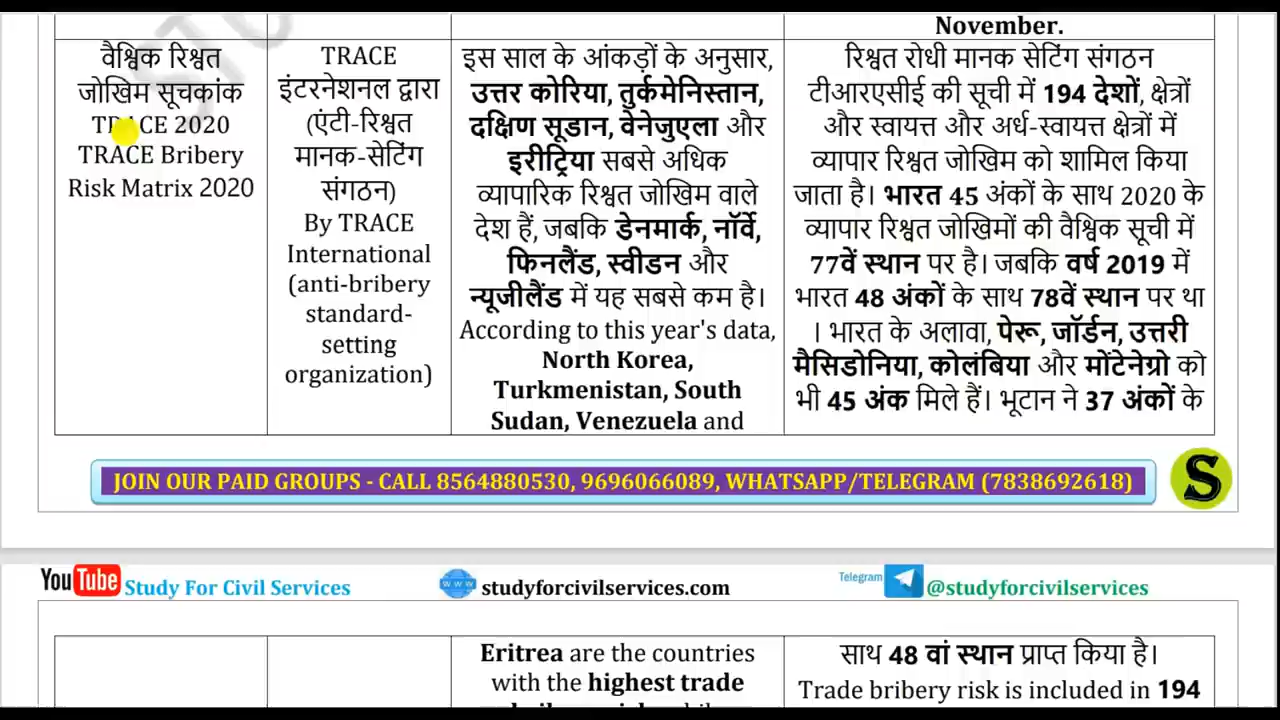 November.
वैश्विक रिश्वत
जोखिम सूचकांक
TRACE 2020
TRACE Bribery
Risk Matrix 2020
TRACE
इंटरनेशनल द्वारा
(एंटी-रिश्वत
मानक-सेटिंग
संगठन)
By TRACE
International
(anti-bribery
standard-
setting
organization)
इस साल के आंकड़ों के अनुसार,
उत्तर कोरिया, तुर्कमेनिस्तान,
दक्षिण सूडान, वेनेजुएला और
इरीट्रिया सबसे अधिक
व्यापारिक रिश्वत जोखिम वाले
देश हैं, जबकि डेनमार्क, नॉर्वे,
फिनलैंड, स्वीडन और
न्यूजीलैंड में यह सबसे कम है।
According to this year's data,
North Korea,
Turkmenistan, South
Sudan, Venezuela and
रिश्वत रोधी मानक सेटिंग संगठन
टीआरएसीई की सूची में 194 देशों, क्षेत्रों
और स्वायत्त और अर्ध-स्वायत्त क्षेत्रों में
व्यापार रिश्वत जोखिम को शामिल किया
जाता है। भारत 45 अंकों के साथ 2020 के
व्यापार रिश्वत जोखिमों की वैश्विक सूची में
77वें स्थान पर है। जबकि वर्ष 2019 में
भारत 48 अंकों के साथ 78वें स्थान पर था
। भारत के अलावा, पेरू, जॉर्डन, उत्तरी
मैसिडोनिया, कोलंबिया और मोंटेनेग्रो को
भी 45 अंक मिले हैं। भूटान ने 37 अंकों के
JOIN OUR PAID GROUPS - CALL 8564880530, 9696066089, WHATSAPP/TELEGRAM (7838692618)
S
YouTube Study For Civil Services
www studyforcivilservices.com
Telegram @studyforcivilservices
Eritrea are the countries
with the highest trade
साथ 48 वां स्थान प्राप्त किया है।
Trade bribery risk is included in 194